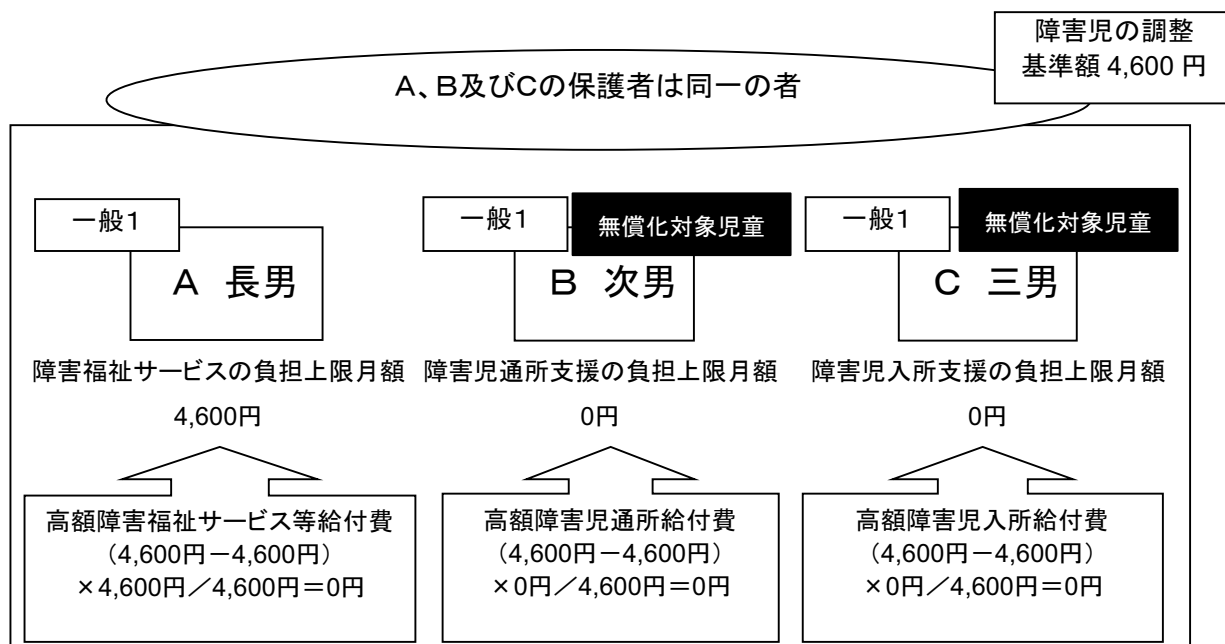 障害児の調整
基準額 4,600 円
A、B及びCの保護者は同一の者
一般1
A 長男
障害福祉サービスの負担上限月額
4,600円
高額障害福祉サービス等給付費
(4,600円-4,600円)
×4,600円/4,600円=0円
一般1
無償化対象児童
B 次男
障害児通所支援の負担上限月額
0円
高額障害児通所給付費
(4,600円-4,600円)
×0円/4,600円=0円
一般1
無償化対象児童
C 三男
障害児入所支援の負担上限月額
0円
高額障害児入所給付費
(4,600円-4,600円)
×0円/4,600円=0円